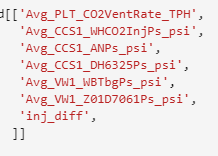 d[['Avg_PLT_CO2VentRate_TPH',
'Avg_CCS1_WHCO2InjPs_psi',
'Avg_CCS1_ANPs_psi',
'Avg_CCS1_DH6325Ps_psi',
'Avg_VW1_WBTbgPs_psi',
'Avg_VW1_Z01D7061Ps_psi',
'inj_diff',
]]